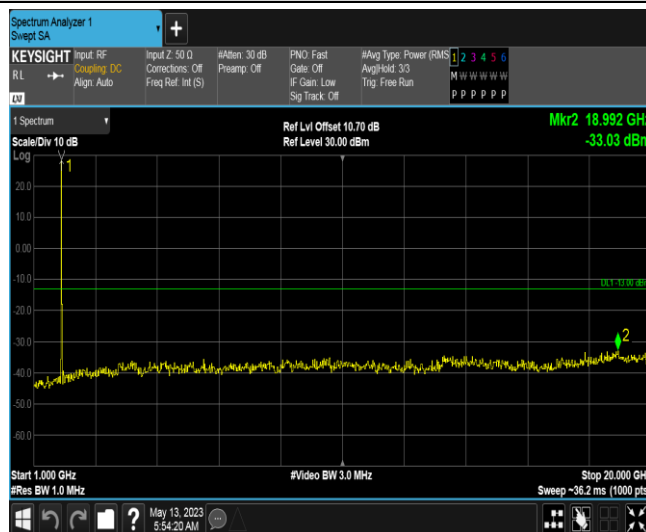 Spectrum Analyzer 1
Swept SA
+
KEYSIGHT
RL
LXI
Input: RF
Coupling: DC
Align: Auto
Input Z: 50 Ω
Corrections: Off
Freq Ref: Int (S)
#Atten: 30 dB
Preamp: Off
PNO: Fast
Gate: Off
IF Gain: Low
Sig Track: Off
#Avg Type: Power (RMS
Avg|Hold: 3/3
Trig: Free Run
1 2 3 4 5 6
M W W W W W
P P P P P P
1 Spectrum
Scale/Div 10 dB
Log
Ref Lvl Offset 10.70 dB
Ref Level 30.00 dBm
Mkr2 18.992 GHz
-33.03 dBm
1
20.0
10.0
0.00
-10.0
DL1 -13.00 dBm
-20.0
-30.0
2
-40.0
-50.0
-60.0
Start 1.000 GHz
#Res BW 1.0 MHz
#Video BW 3.0 MHz
Stop 20.000 GHz
Sweep ~36.2 ms (1000 pts)
?
May 13, 2023
5:54:20 AM